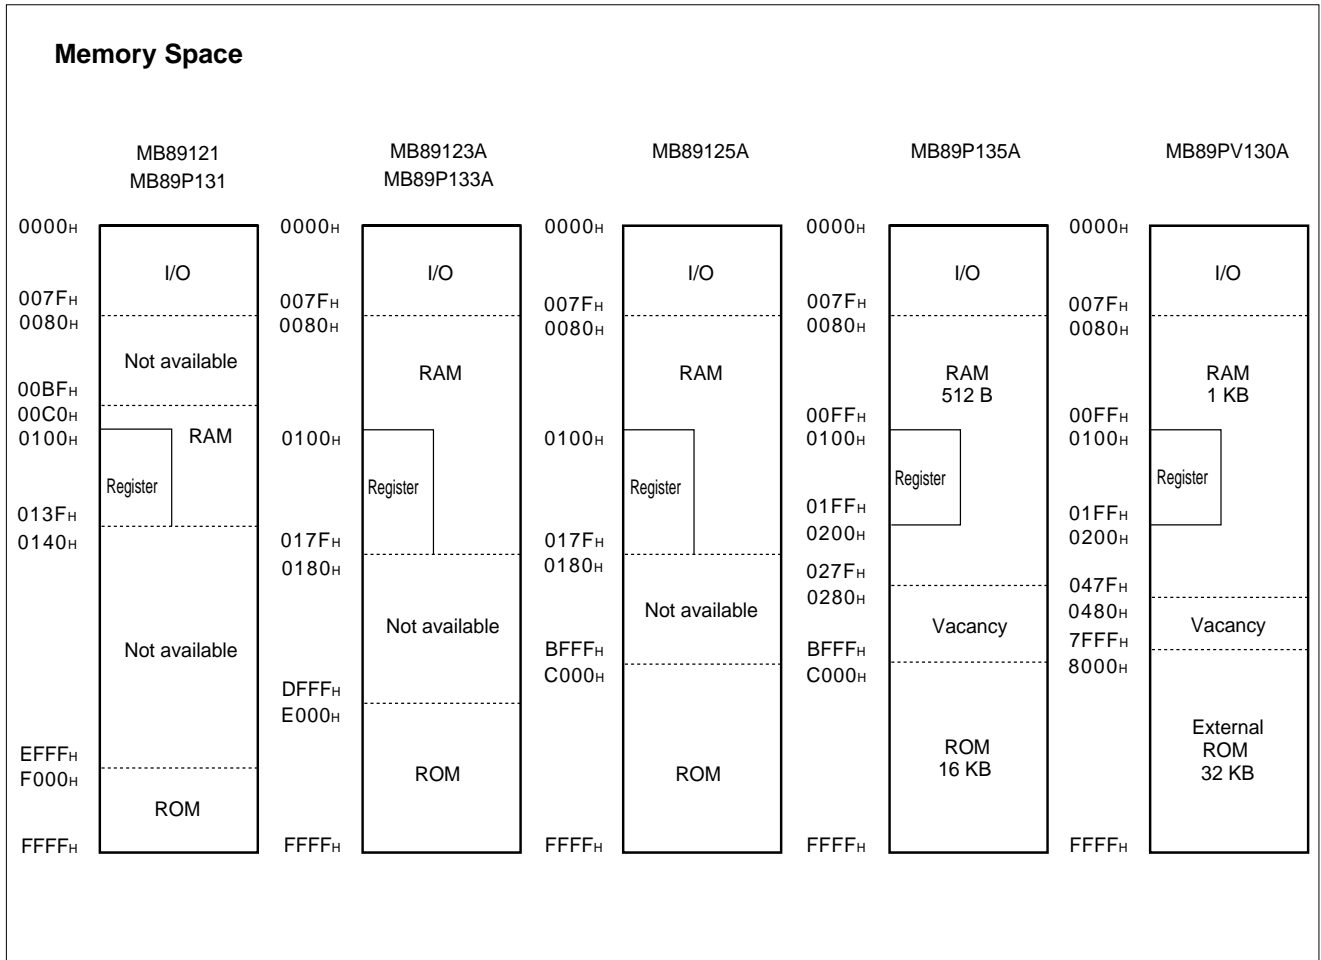 Memory Space
MB89121
MB89P131
0000H
I/O
007FH
0080H
Not available
00BFH
00C0H
0100H
RAM
Register
013FH
0140H
Not available
EFFFH
F000H
ROM
FFFFH
MB89123A
MB89P133A
0000H
I/O
007FH
0080H
RAM
0100H
Register
017FH
0180H
Not available
DFFFH
E000H
ROM
FFFFH
MB89125A
0000H
I/O
007FH
0080H
RAM
0100H
Register
017FH
0180H
Not available
BFFFH
C000H
ROM
FFFFH
MB89P135A
0000H
I/O
007FH
0080H
RAM
512 B
00FFH
0100H
Register
01FFH
0200H
027FH
0280H
Vacancy
BFFFH
C000H
ROM
16 KB
FFFFH
MB89PV130A
0000H
I/O
007FH
0080H
RAM
1 KB
00FFH
0100H
Register
01FFH
0200H
047FH
0480H
Vacancy
7FFFH
8000H
External
ROM
32 KB
FFFFH